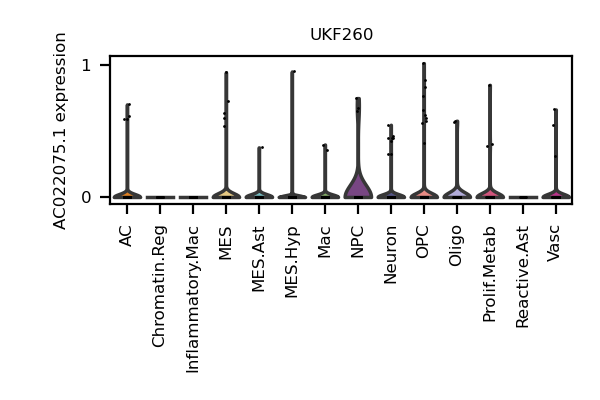 UKF260
AC022075.1 expression
1
0
AC
Chromatin.Reg
Inflammatory.Mac
MES
MES.Ast
MES.Hyp
Mac
NPC
Neuron
OPC
Oligo
Prolif.Metab
Reactive.Ast
Vasc